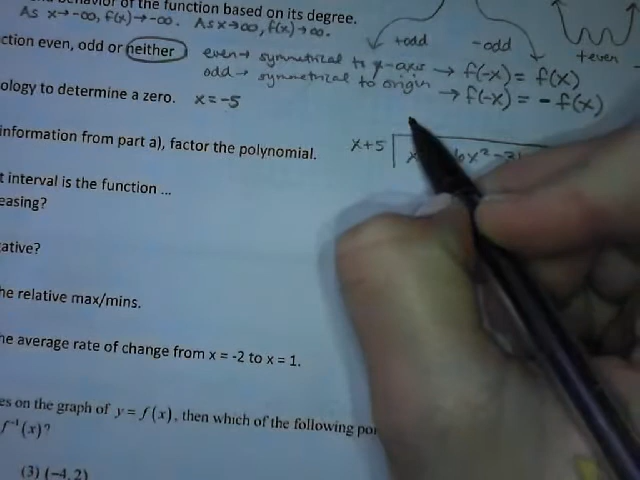 behavior of the function based on its degree.
As x→-∞, f(x)→-∞. As x→∞, f(x)→∞.
+odd -odd +even
ction even, odd or neither even→ symmetrical to y-axis → f(-x) = f(x)
odd→ symmetrical to origin → f(-x) = -f(x)
ology to determine a zero. x=-5
information from part a), factor the polynomial. x+5
t interval is the function ...
easing?
ative?
he relative max/mins.
he average rate of change from x = -2 to x = 1.
es on the graph of y = f(x), then which of the following
f⁻¹(x)?
(3) (-4,2)